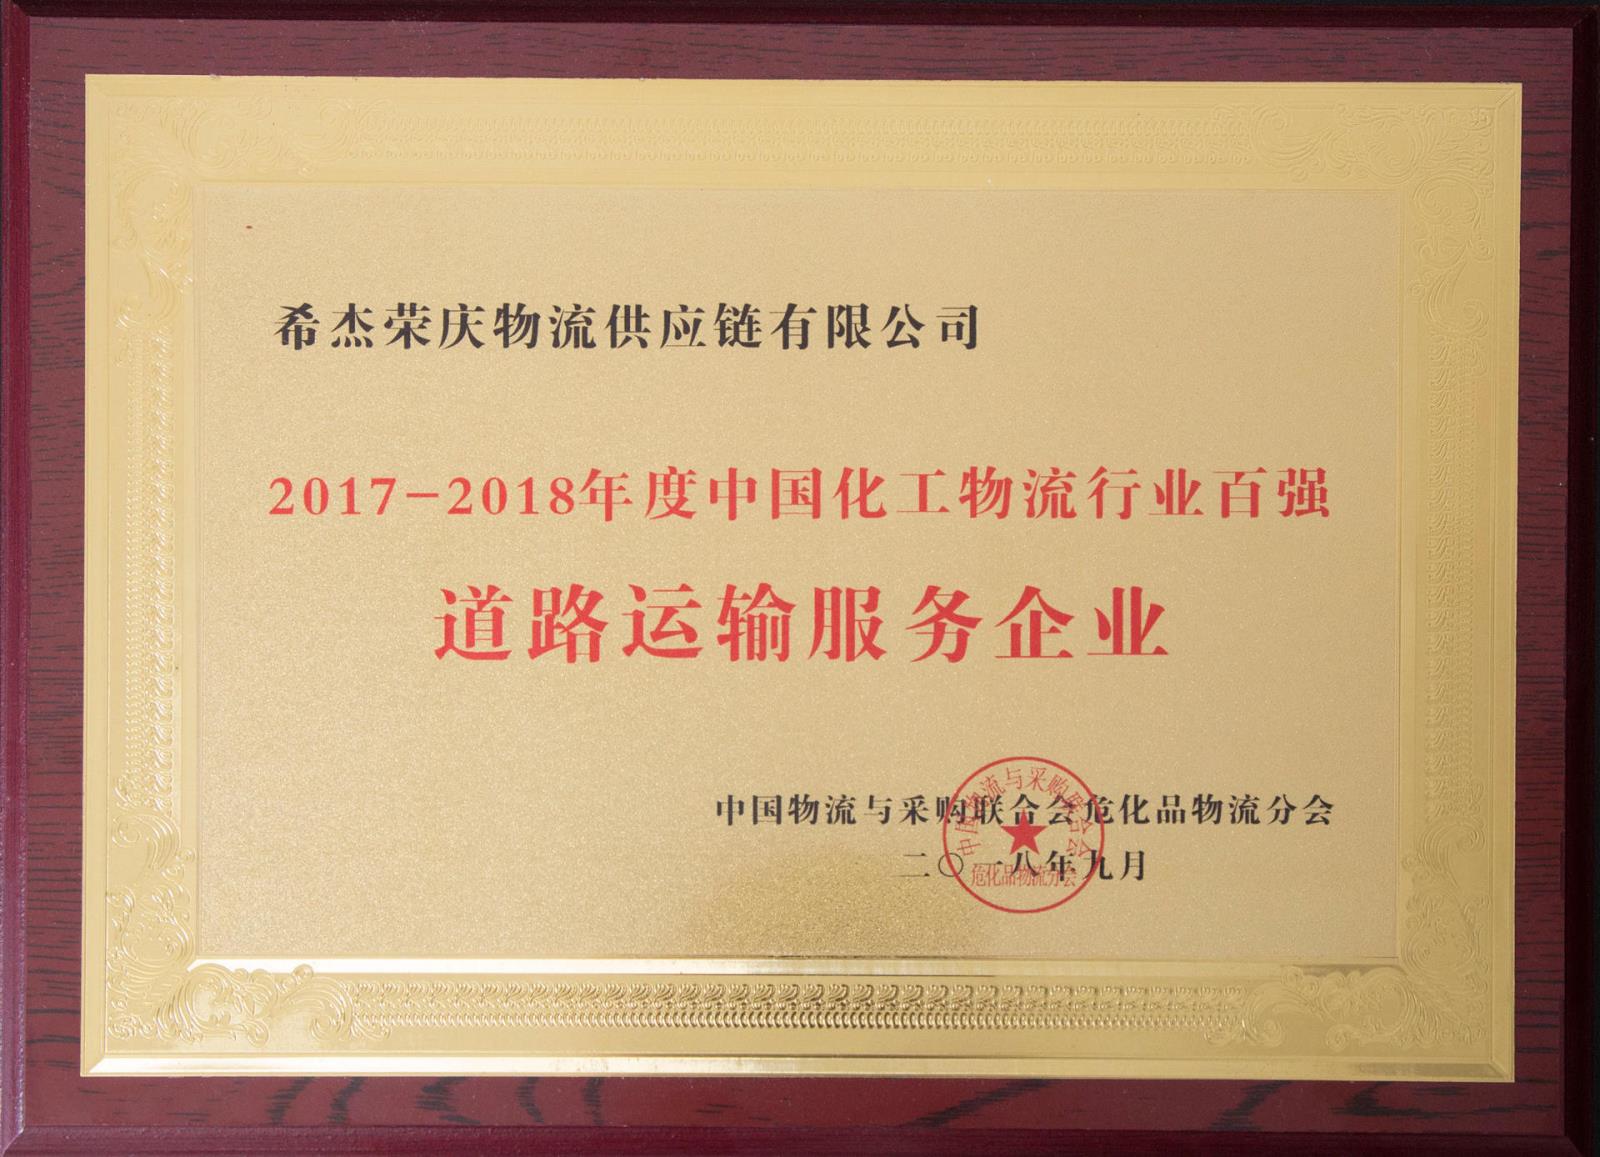 希杰荣庆物流供应链有限公司
2017-2018年度中国化工物流行业百强
道路运输服务企业
中国物流与采购联合会危化品物流分会
二〇一八年九月
中国物流与采购联合会
危化品物流分会